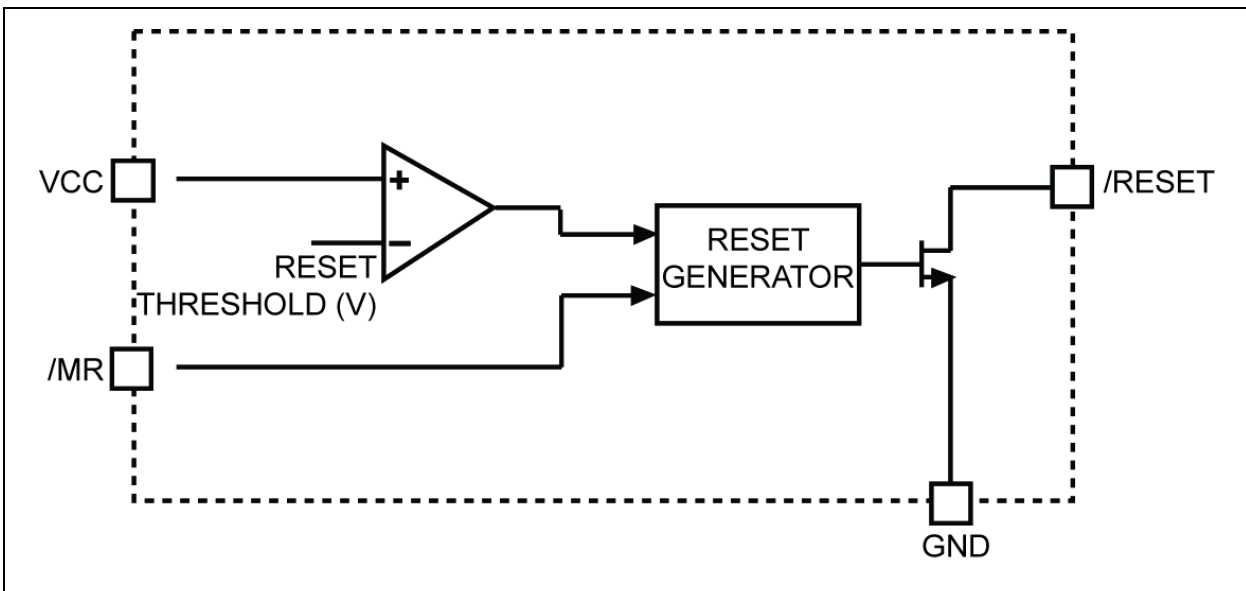 VCC
+
−
RESET
THRESHOLD (V)
/MR
RESET
GENERATOR
/RESET
GND